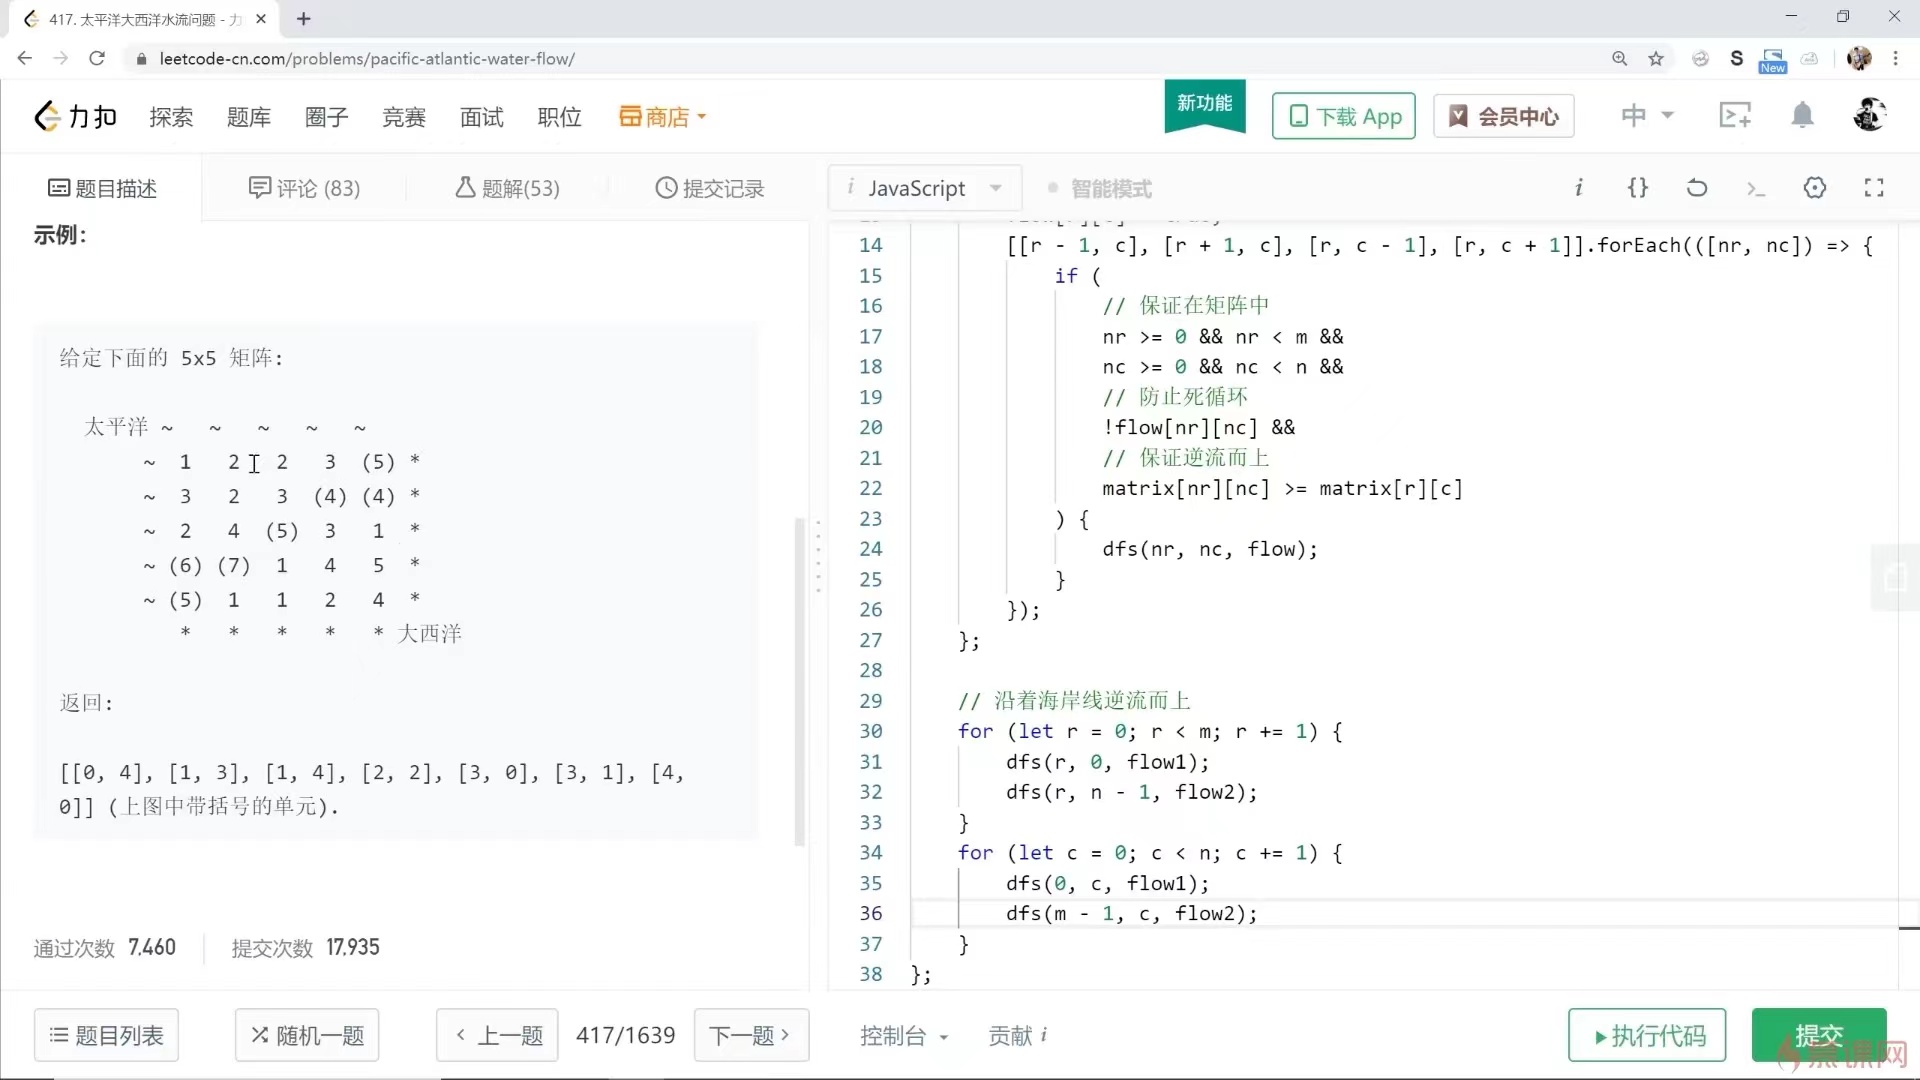 417. 太平洋大西洋水流问题 - 力
leetcode-cn.com/problems/pacific-atlantic-water-flow/
S
New
力扣 探索 题库 圈子 竞赛 面试 职位 商店 新功能 下载 App 会员中心 中
题目描述 评论 (83) 题解(53) 提交记录
i JavaScript 智能模式 i {} >_
示例:
给定下面的 5x5 矩阵:
太平洋 ~ ~ ~ ~ ~
~ 1 2 2 3 (5) *
~ 3 2 3 (4) (4) *
~ 2 4 (5) 3 1 *
~ (6) (7) 1 4 5 *
~ (5) 1 1 2 4 *
* * * * * 大西洋
返回:
[[0, 4], [1, 3], [1, 4], [2, 2], [3, 0], [3, 1], [4,
0]] (上图中带括号的单元).
通过次数 7,460 提交次数 17,935
题目列表 随机一题 上一题 417/1639 下一题
14 [[r - 1, c], [r + 1, c], [r, c - 1], [r, c + 1]].forEach(([nr, nc]) => {
15 if (
16 // 保证在矩阵中
17 nr >= 0 && nr < m &&
18 nc >= 0 && nc < n &&
19 // 防止死循环
20 !flow[nr][nc] &&
21 // 保证逆流而上
22 matrix[nr][nc] >= matrix[r][c]
23 ) {
24 dfs(nr, nc, flow);
25 }
26 });
27 };
28
29 // 沿着海岸线逆流而上
30 for (let r = 0; r < m; r += 1) {
31 dfs(r, 0, flow1);
32 dfs(r, n - 1, flow2);
33 }
34 for (let c = 0; c < n; c += 1) {
35 dfs(0, c, flow1);
36 dfs(m - 1, c, flow2);
37 }
38 };
控制台 贡献 i 执行代码 提交
慕课网